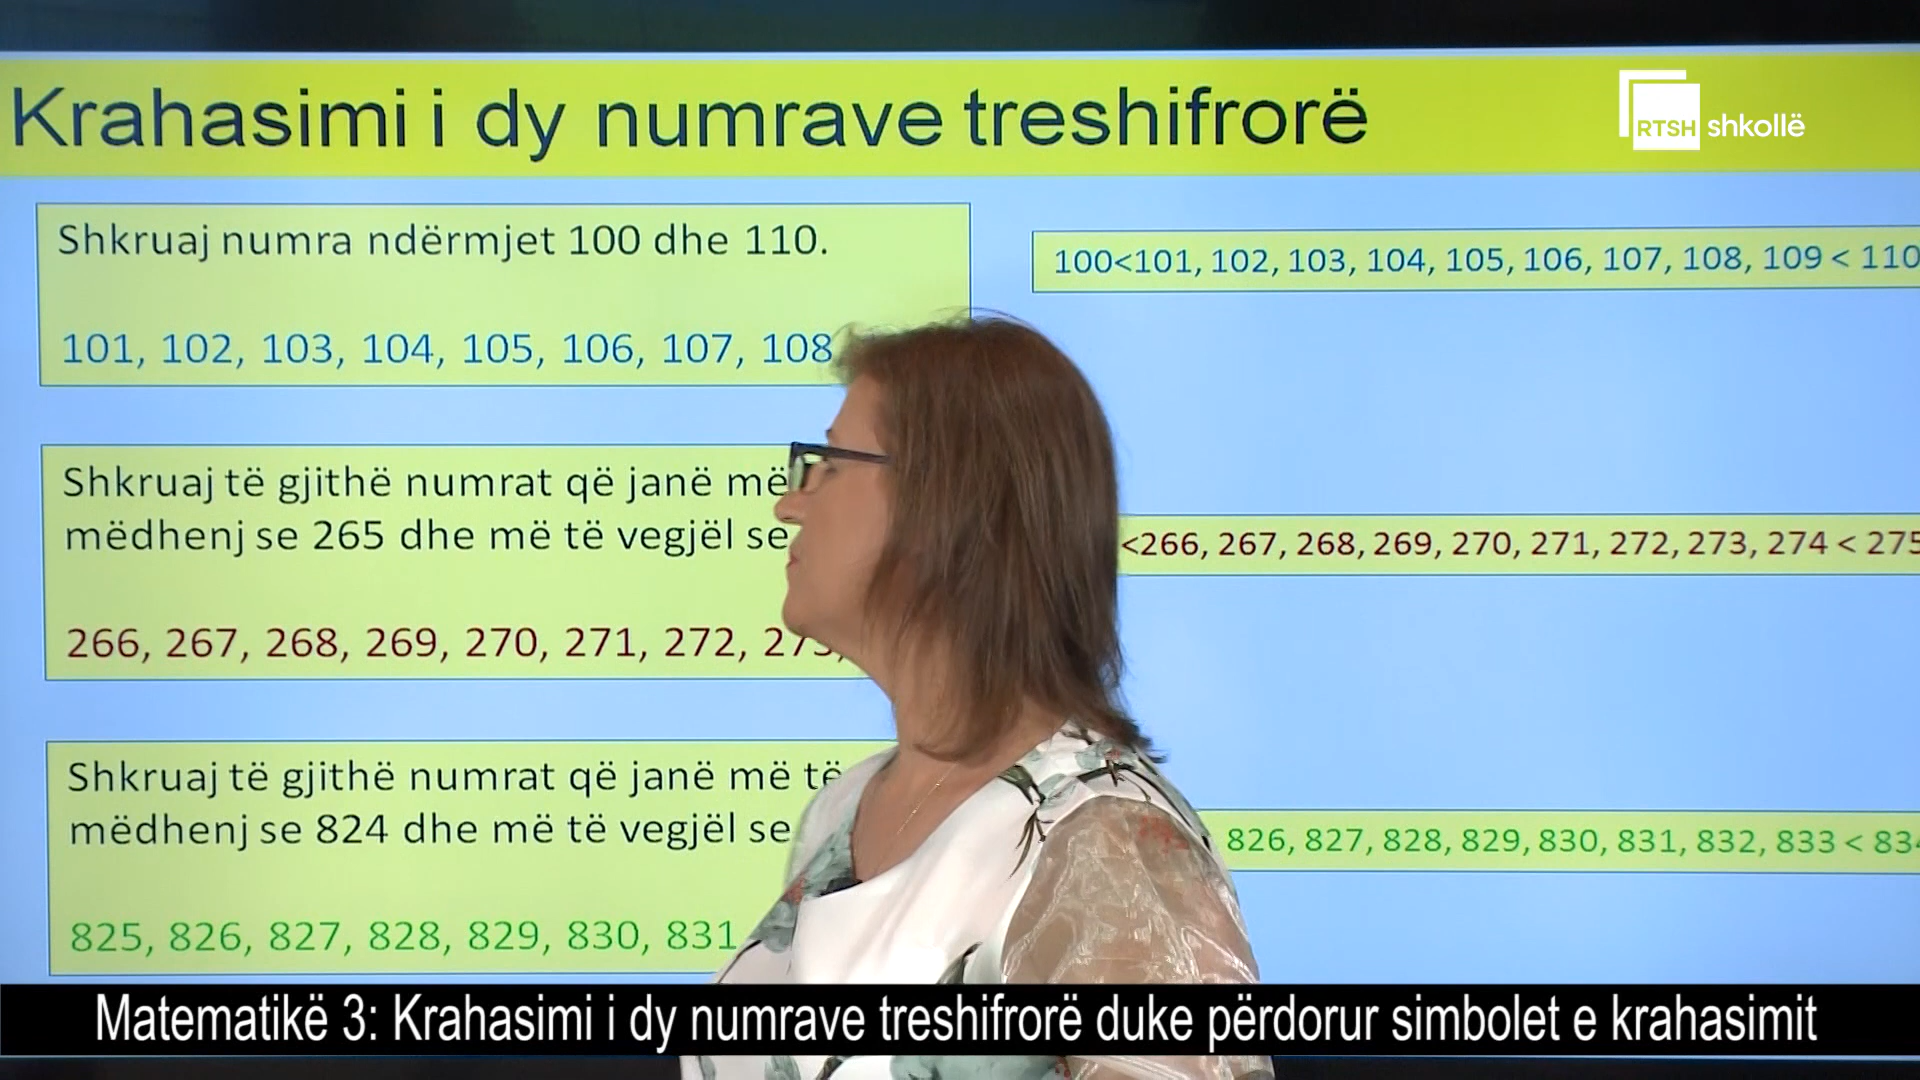 Krahasimi i dy numrave treshifrorë
RTSH shkollë
Shkruaj numra ndërmjet 100 dhe 110.
101, 102, 103, 104, 105, 106, 107, 108
100<101, 102, 103, 104, 105, 106, 107, 108, 109 < 110
Shkruaj të gjithë numrat që janë më
mëdhenj se 265 dhe më të vegjël se
266, 267, 268, 269, 270, 271, 272, 273,
<266, 267, 268, 269, 270, 271, 272, 273, 274 < 275
Shkruaj të gjithë numrat që janë më të
mëdhenj se 824 dhe më të vegjël se
825, 826, 827, 828, 829, 830, 831
826, 827, 828, 829, 830, 831, 832, 833 <
Matematikë 3: Krahasimi i dy numrave treshifrorë duke përdorur simbolet e krahasimit